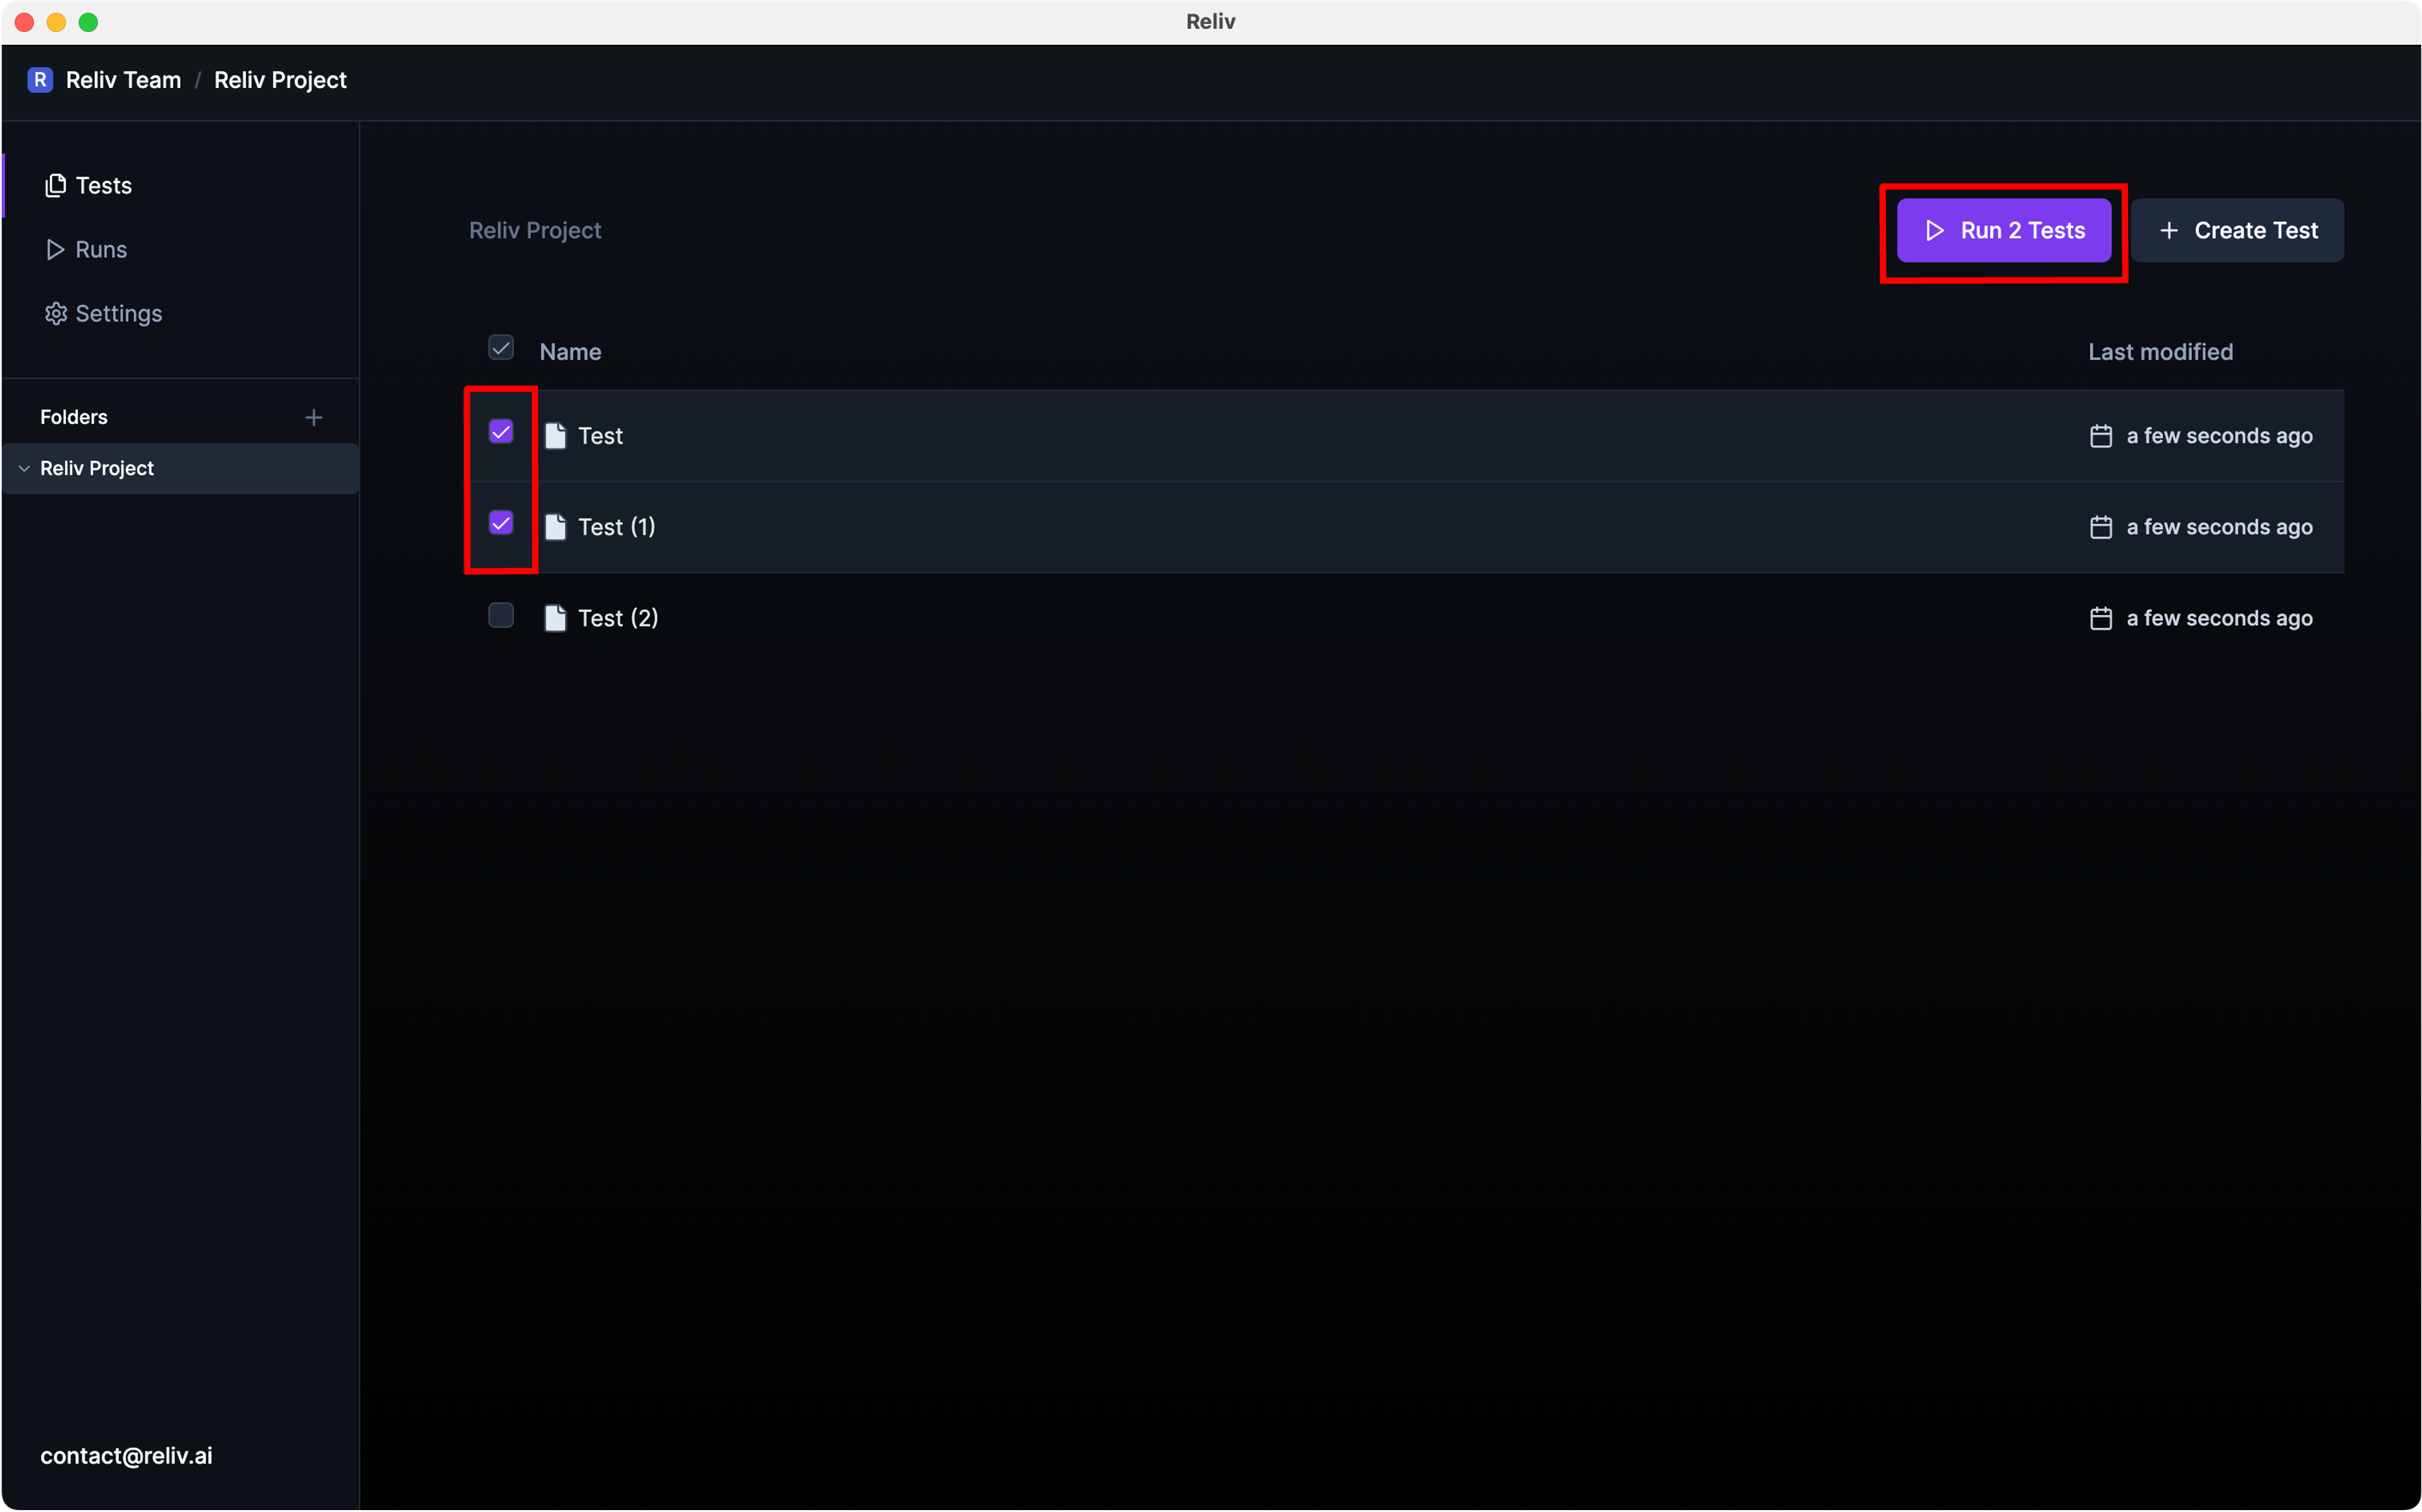 Reliv
R Reliv Team / Reliv Project
Tests
Runs
Settings
Folders
Reliv Project
contact@reliv.ai
Reliv Project
Run 2 Tests
Create Test
Name Last modified
Test a few seconds ago
Test (1) a few seconds ago
Test (2) a few seconds ago